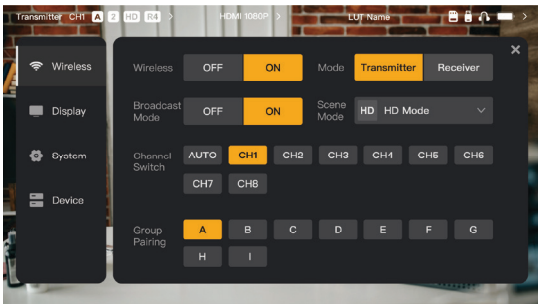 Transmitter CH1 A 2 HD R4 > HDMI 1080P > LUT Name >
Wireless
Display
System
Device
Wireless OFF ON Mode Transmitter Receiver
Broadcast Mode OFF ON Scene Mode HD HD Mode
Channel Switch AUTO CH1 CH2 CH3 CH4 CH5 CH6
CH7 CH8
Group Pairing A B C D E F G
H I